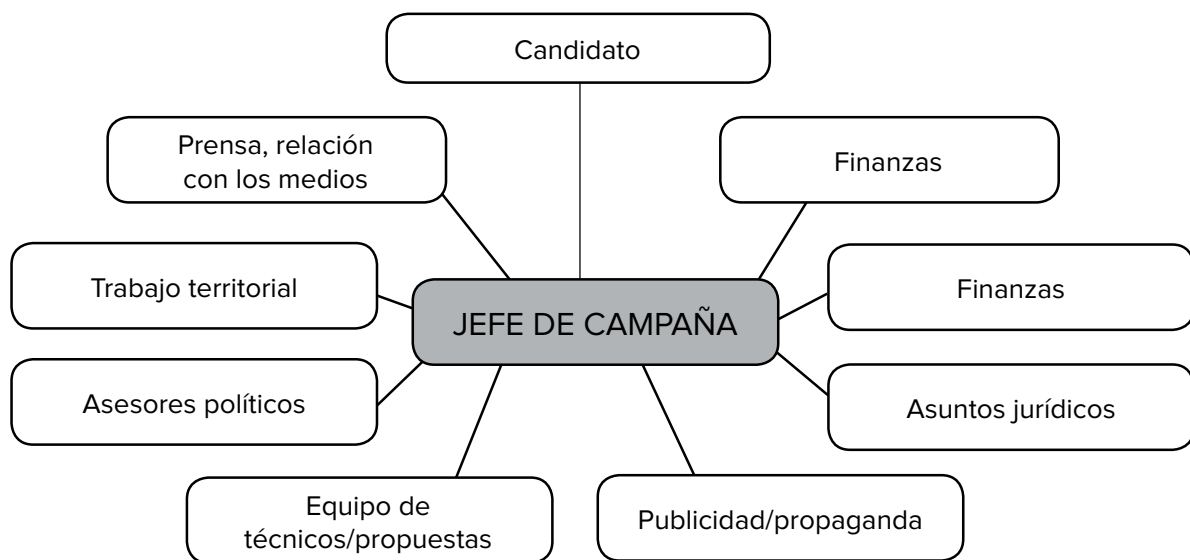 Candidato
Prensa, relación
con los medios
Finanzas
Trabajo territorial
Finanzas
JEFE DE CAMPAÑA
Asesores políticos
Asuntos jurídicos
Equipo de
técnicos/propuestas
Publicidad/propaganda